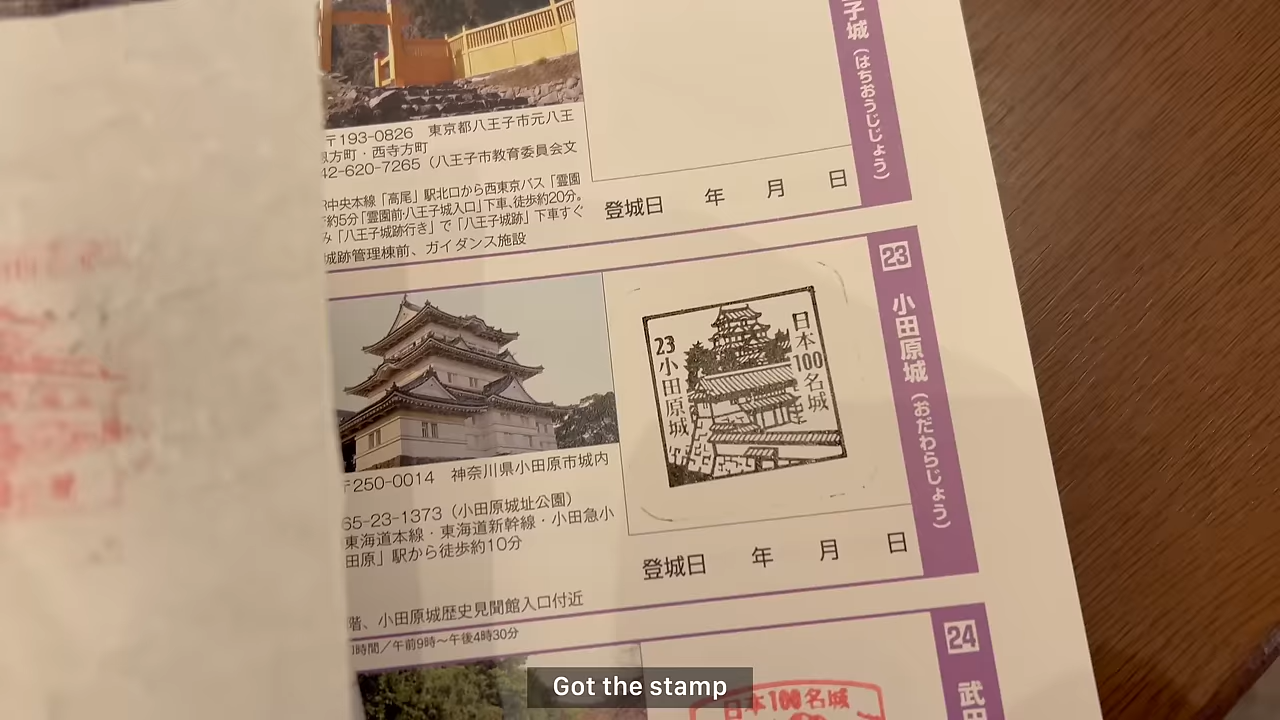 子城（はちおうじじょう）
〒193-0826 東京都八王子市元八王
恩方町・西寺方町
42-620-7265（八王子市教育委員会文
中央本線「高尾」駅北口から西東京バス「霊園
約5分「霊園前・八王子城入口」下車、徒歩約20分。
み「八王子城跡行き」で「八王子城跡」下車すぐ
城跡管理棟前、ガイダンス施設
登城日 年 月 日
23 小田原城（おだわらじょう）
日本100名城
23 小田原城
〒250-0014 神奈川県小田原市城内
65-23-1373（小田原城址公園）
東海道本線・東海道新幹線・小田急小
田原」駅から徒歩約10分
階、小田原城歴史見聞館入口付近
時間／午前9時～午後4時30分
登城日 年 月 日
24 武田
日本100名城
Got the stamp